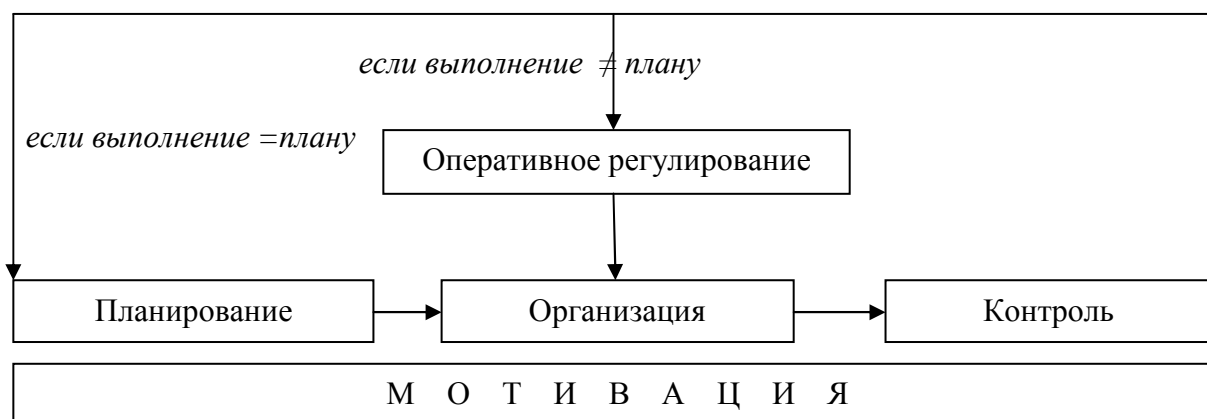 если выполнение ≠ плану
если выполнение =плану
Оперативное регулирование
Планирование
Организация
Контроль
М О Т И В А Ц И Я